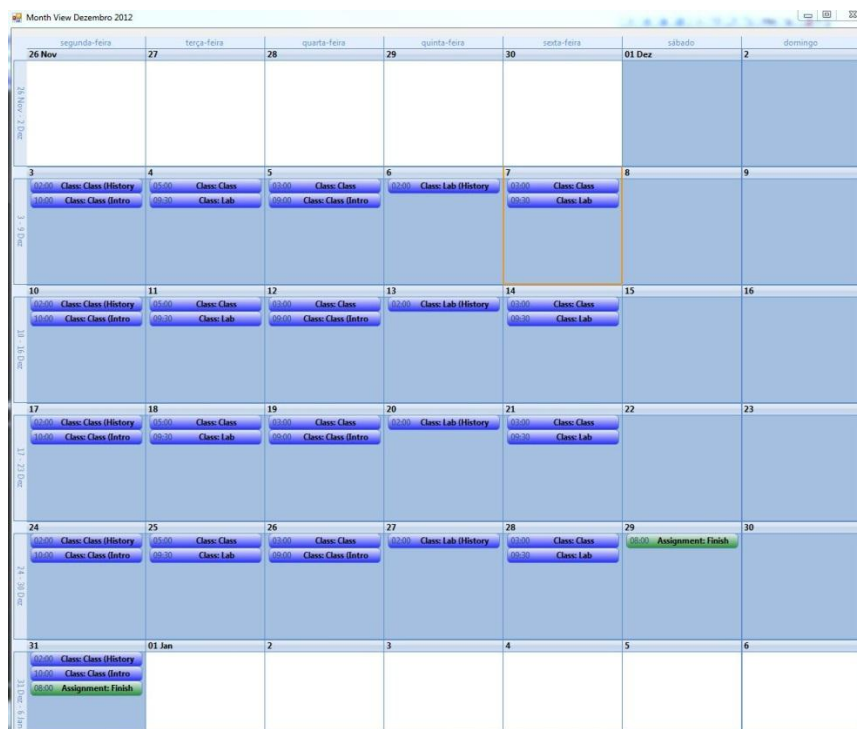 Month View Dezembro 2012
segunda-feira terça-feira quarta-feira quinta-feira sexta-feira sábado domingo
26 Nov 27 28 29 30 01 Dez 2
26 Nov - 2 Dez
3 4 5 6 7 8 9
02:00 Class: Class (History 05:00 Class: Class 03:00 Class: Class 02:00 Class: Lab (History 03:00 Class: Class
10:00 Class: Class (Intro 09:30 Class: Lab 09:00 Class: Class (Intro 09:30 Class: Lab
3 - 9 Dez
10 11 12 13 14 15 16
02:00 Class: Class (History 05:00 Class: Class 03:00 Class: Class 02:00 Class: Lab (History 03:00 Class: Class
10:00 Class: Class (Intro 09:30 Class: Lab 09:00 Class: Class (Intro 09:30 Class: Lab
10 - 16 Dez
17 18 19 20 21 22 23
02:00 Class: Class (History 05:00 Class: Class 03:00 Class: Class 02:00 Class: Lab (History 03:00 Class: Class
10:00 Class: Class (Intro 09:30 Class: Lab 09:00 Class: Class (Intro 09:30 Class: Lab
17 - 23 Dez
24 25 26 27 28 29 30
02:00 Class: Class (History 05:00 Class: Class 03:00 Class: Class 02:00 Class: Lab (History 03:00 Class: Class 08:00 Assignment: Finish
10:00 Class: Class (Intro 09:30 Class: Lab 09:00 Class: Class (Intro 09:30 Class: Lab
24 - 30 Dez
31 01 Jan 2 3 4 5 6
02:00 Class: Class (History
10:00 Class: Class (Intro
08:00 Assignment: Finish
31 Dez - 6 Jan